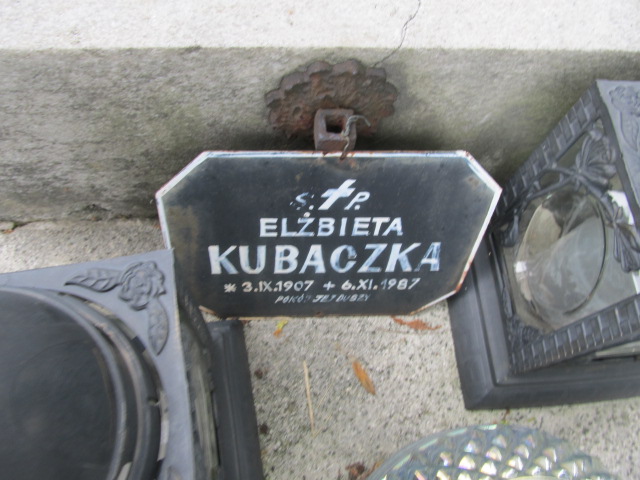 Ś. P.
ELŻBIETA
KUBACZKA
* 3.IX.1907 + 6.XI.1987
POKÓJ JEJ DUSZY